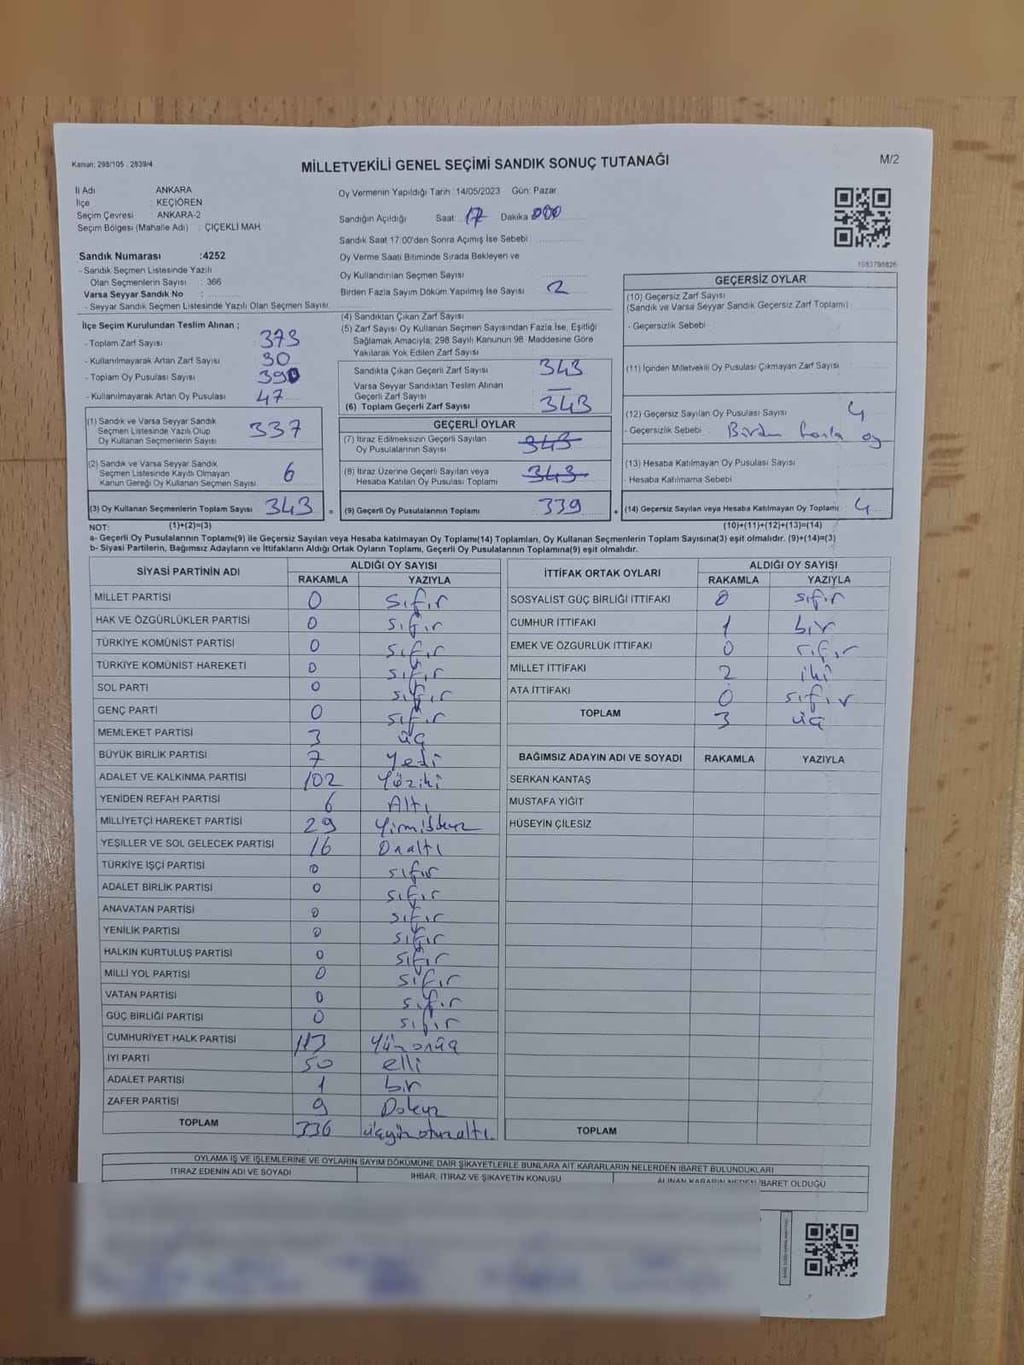 Kanun: 298/105 : 2839/4
MİLLETVEKİLİ GENEL SEÇİMİ SANDIK SONUÇ TUTANAĞI
M/2
İl Adı ANKARA
İlçe : KEÇİÖREN
Seçim Çevresi : ANKARA-2
Seçim Bölgesi (Mahalle Adı) : ÇİÇEKLİ MAH.
Oy Vermenin Yapıldığı Tarih : 14/05/2023 Gün: Pazar
Sandığın Açıldığı Saat : 17 Dakika 000
Sandık Saat 17:00'den Sonra Açılmış İse Sebebi :
Oy Verme Saati Bitiminde Sırada Bekleyen ve
Oy Kullandırılan Seçmen Sayısı
Birden Fazla Sayım Döküm Yapılmış İse Sayısı 2
1083798826
Sandık Numarası :4252
- Sandık Seçmen Listesinde Yazılı
Olan Seçmenlerin Sayısı : 366
Varsa Seyyar Sandık No :
- Seyyar Sandık Seçmen Listesinde Yazılı Olan Seçmen Sayısı
İlçe Seçim Kurulundan Teslim Alınan ;
- Toplam Zarf Sayısı 373
- Kullanılmayarak Artan Zarf Sayısı 30
- Toplam Oy Pusulası Sayısı 390
- Kullanılmayarak Artan Oy Pusulası 47
(1) Sandık ve Varsa Seyyar Sandık
Seçmen Listesinde Yazılı Olup
Oy Kullanan Seçmenlerin Sayısı 337
(2) Sandık ve Varsa Seyyar Sandık
Seçmen Listesinde Kayıtlı Olmayan
Kanun Gereği Oy Kullanan Seçmen Sayısı 6
(3) Oy Kullanan Seçmenlerin Toplam Sayısı 343 =
(4) Sandıktan Çıkan Zarf Sayısı :
(5) Zarf Sayısı Oy Kullanan Seçmen Sayısından Fazla İse, Eşitliği
Sağlamak Amacıyla; 298 Sayılı Kanunun 98. Maddesine Göre
Yakılarak Yok Edilen Zarf Sayısı
Sandıkta Çıkan Geçerli Zarf Sayısı 343
Varsa Seyyar Sandıktan Teslim Alınan
Geçerli Zarf Sayısı —
(6) Toplam Geçerli Zarf Sayısı 343
GEÇERLİ OYLAR
(7) İtiraz Edilmeksizin Geçerli Sayılan
Oy Pusulalarının Sayısı 343
(8) İtiraz Üzerine Geçerli Sayılan veya
Hesaba Katılan Oy Pusulası Toplamı 343
(9) Geçerli Oy Pusulalarının Toplamı 339 +
GEÇERSİZ OYLAR
(10) Geçersiz Zarf Sayısı
(Sandık ve Varsa Seyyar Sandık Geçersiz Zarf Toplamı)
- Geçersizlik Sebebi
(11) İçinden Milletvekili Oy Pusulası Çıkmayan Zarf Sayısı
(12) Geçersiz Sayılan Oy Pusulası Sayısı 4
- Geçersizlik Sebebi Birden fazla oy
(13) Hesaba Katılmayan Oy Pusulası Sayısı
- Hesaba Katılmama Sebebi
(14) Geçersiz Sayılan veya Hesaba Katılmayan Oy Toplamı 4
NOT: (1)+(2)=(3) (10)+(11)+(12)+(13)=(14)
a- Geçerli Oy Pusulalarının Toplamı(9) ile Geçersiz Sayılan veya Hesaba katılmayan Oy Toplamı(14) Toplamları, Oy Kullanan Seçmenlerin Toplam Sayısına(3) eşit olmalıdır. (9)+(14)=(3)
b- Siyasi Partilerin, Bağımsız Adayların ve İttifakların Aldığı Ortak Oyların Toplamı, Geçerli Oy Pusulalarının Toplamına(9) eşit olmalıdır.
SİYASİ PARTİNİN ADI ALDIĞI OY SAYISI
RAKAMLA YAZIYLA
MİLLET PARTİSİ 0 sıfır
HAK VE ÖZGÜRLÜKLER PARTİSİ 0 sıfır
TÜRKİYE KOMÜNİST PARTİSİ 0 sıfır
TÜRKİYE KOMÜNİST HAREKETİ 0 sıfır
SOL PARTİ 0 sıfır
GENÇ PARTİ 0 sıfır
MEMLEKET PARTİSİ 3 üç
BÜYÜK BİRLİK PARTİSİ 7 yedi
ADALET VE KALKINMA PARTİSİ 102 Yüziki
YENİDEN REFAH PARTİSİ 6 Altı
MİLLİYETÇİ HAREKET PARTİSİ 29 Yirmidokuz
YEŞİLLER VE SOL GELECEK PARTİSİ 16 Onaltı
TÜRKİYE İŞÇİ PARTİSİ 0 sıfır
ADALET BİRLİK PARTİSİ 0 sıfır
ANAVATAN PARTİSİ 0 sıfır
YENİLİK PARTİSİ 0 sıfır
HALKIN KURTULUŞ PARTİSİ 0 sıfır
MİLLİ YOL PARTİSİ 0 sıfır
VATAN PARTİSİ 0 sıfır
GÜÇ BİRLİĞİ PARTİSİ 0 sıfır
CUMHURİYET HALK PARTİSİ 113 Yüzonüç
İYİ PARTİ 50 elli
ADALET PARTİSİ 1 bir
ZAFER PARTİSİ 9 Dokuz
TOPLAM 336 üçyüzotuzaltı
İTTİFAK ORTAK OYLARI ALDIĞI OY SAYISI
RAKAMLA YAZIYLA
SOSYALİST GÜÇ BİRLİĞİ İTTİFAKI 0 sıfır
CUMHUR İTTİFAKI 1 bir
EMEK VE ÖZGÜRLÜK İTTİFAKI 0 sıfır
MİLLET İTTİFAKI 2 iki
ATA İTTİFAKI 0 sıfır
TOPLAM 3 üç
BAĞIMSIZ ADAYIN ADI VE SOYADI RAKAMLA YAZIYLA
SERKAN KANTAŞ
MUSTAFA YİĞİT
HÜSEYİN ÇİLESİZ
TOPLAM
OYLAMA İŞ VE İŞLEMLERİNE VE OYLARIN SAYIM DÖKÜMÜNE DAİR ŞİKAYETLERLE BUNLARA AİT KARARLARIN NELERDEN İBARET BULUNDUKLARI
İTİRAZ EDENİN ADI VE SOYADI İHBAR, İTİRAZ VE ŞİKAYETİN KONUSU ALINAN KARARIN NEDEN İBARET OLDUĞU